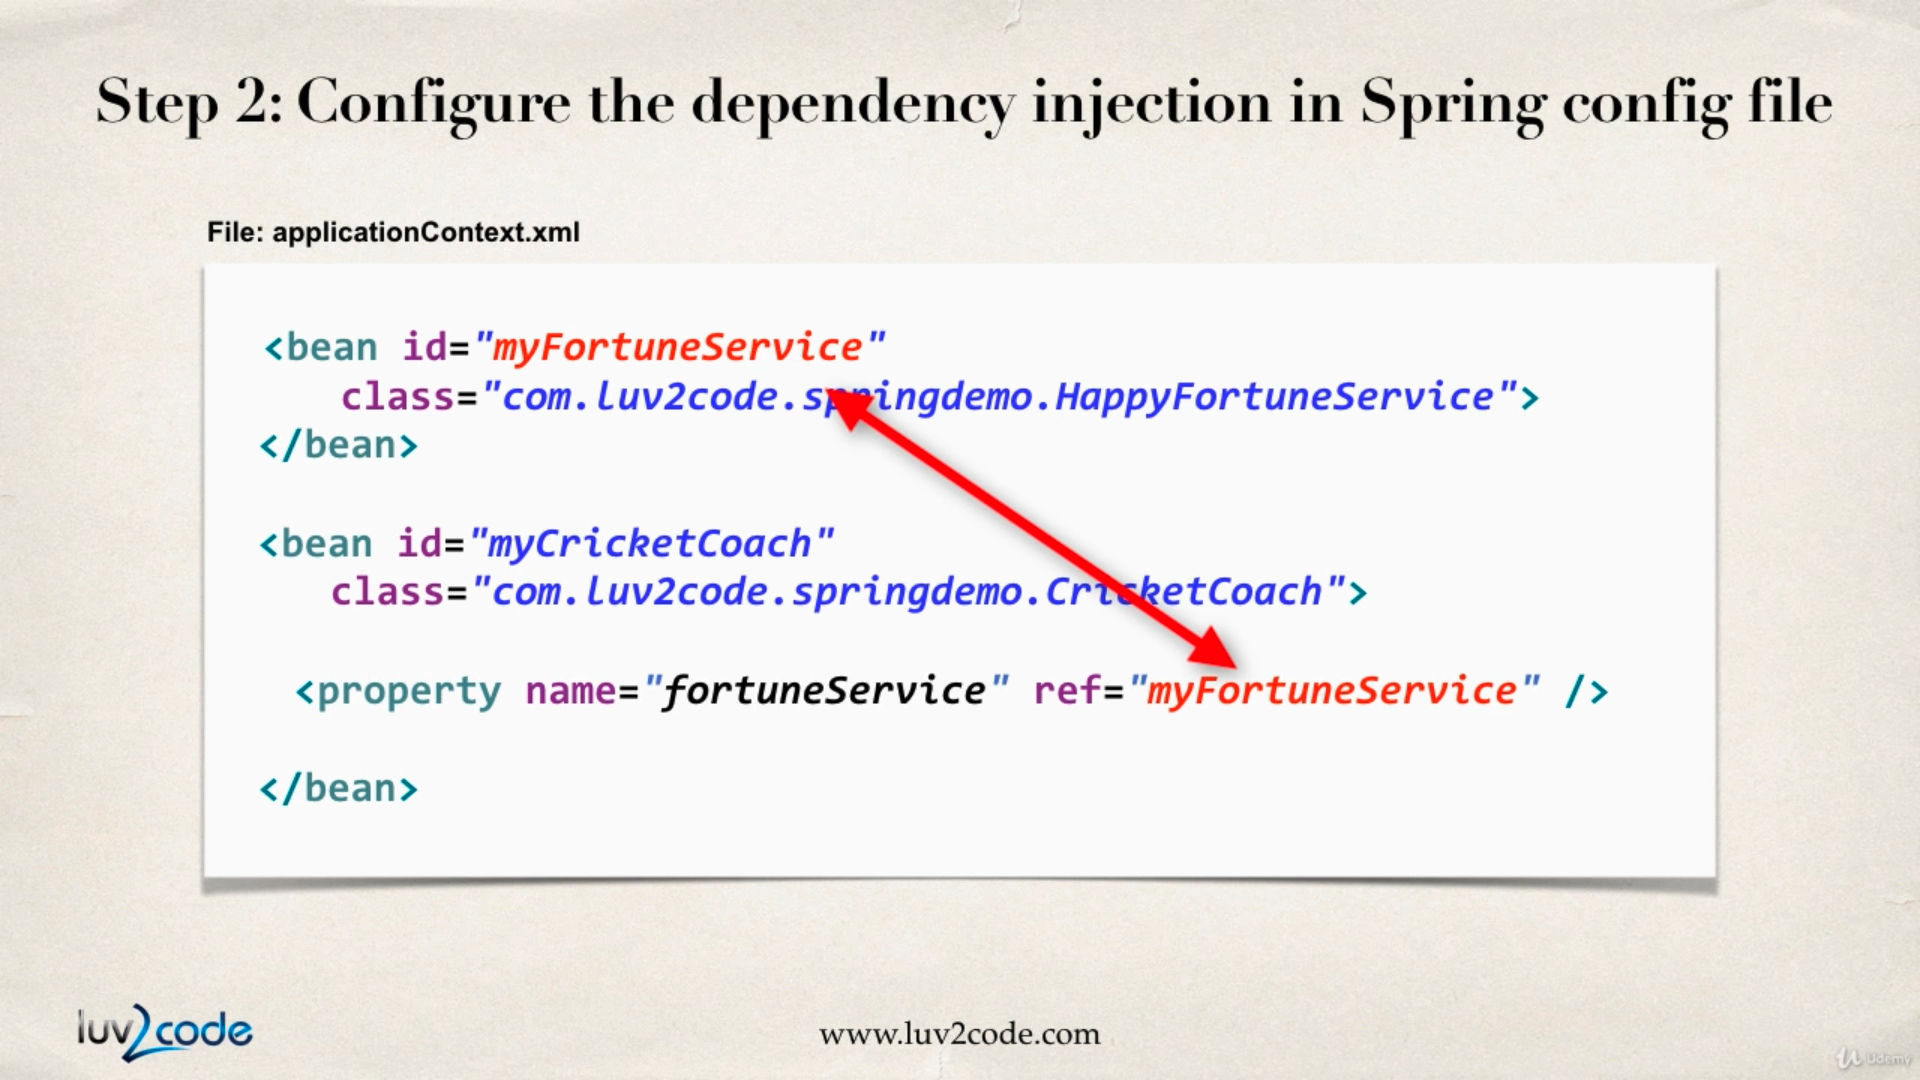 Step 2: Configure the dependency injection in Spring config file
File: applicationContext.xml
<bean id="myFortuneService"
class="com.luv2code.springdemo.HappyFortuneService">
</bean>
<bean id="myCricketCoach"
class="com.luv2code.springdemo.CricketCoach">
<property name="fortuneService" ref="myFortuneService" />
</bean>
luv2code
www.luv2code.com
Udemy